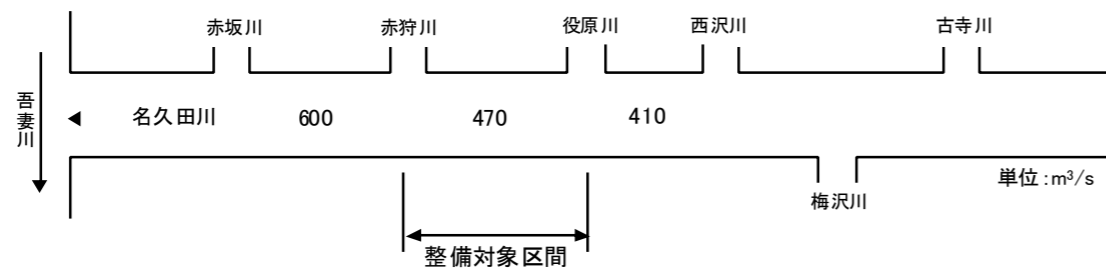 赤坂川
赤狩川
役原川
西沢川
古寺川
吾妻川
名久田川
600
470
410
単位:m³/s
梅沢川
整備対象区間